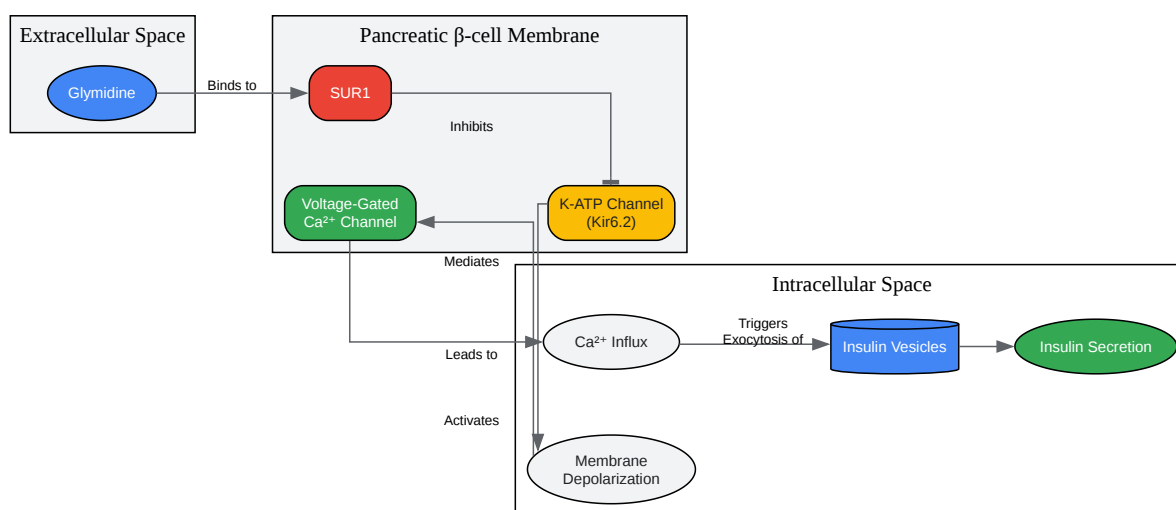 Extracellular Space
Pancreatic β-cell Membrane
Glymidine
Binds to
SUR1
Inhibits
Voltage-Gated
Ca²⁺ Channel
K-ATP Channel
(Kir6.2)
Mediates
Intracellular Space
Leads to
Ca²⁺ Influx
Triggers
Exocytosis of
Insulin Vesicles
Insulin Secretion
Activates
Membrane
Depolarization